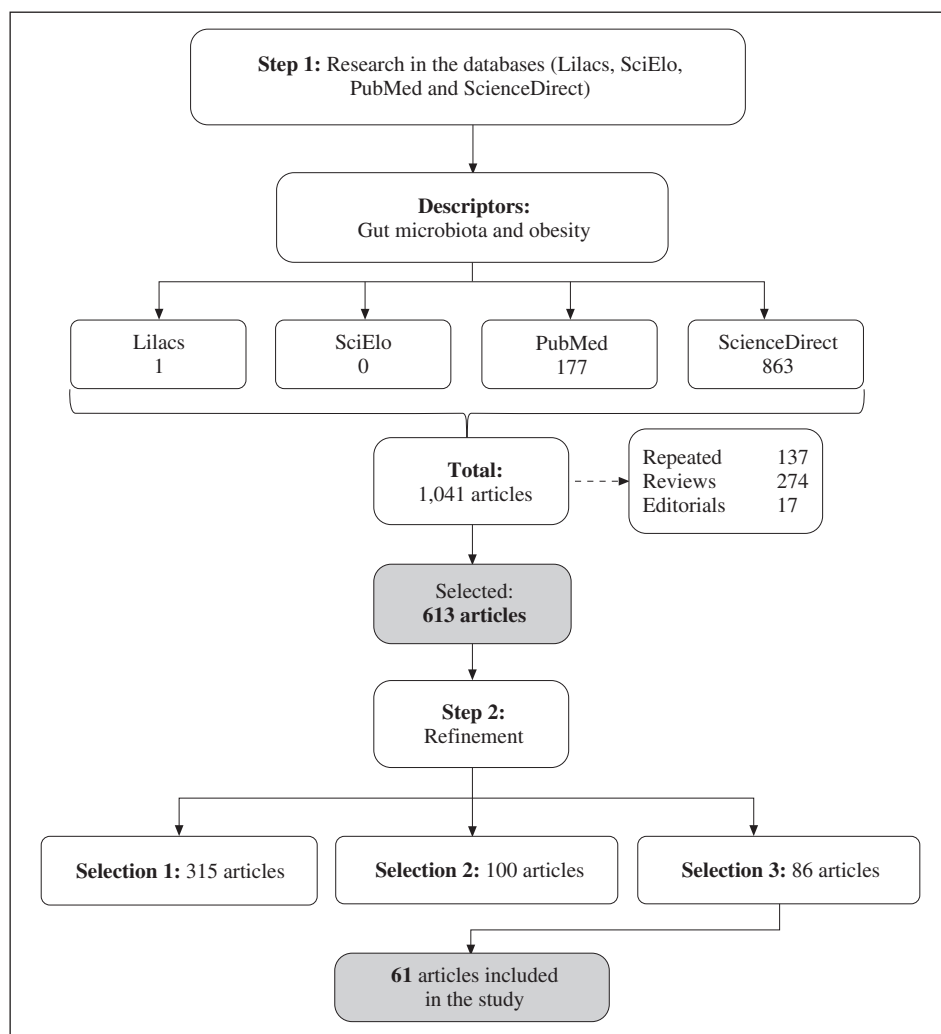 Step 1: Research in the databases (Lilacs, SciElo,
PubMed and ScienceDirect)
Descriptors:
Gut microbiota and obesity
Lilacs
1
SciElo
0
PubMed
177
ScienceDirect
863
Total:
1,041 articles
Repeated 137
Reviews 274
Editorials 17
Selected:
613 articles
Step 2:
Refinement
Selection 1: 315 articles
Selection 2: 100 articles
Selection 3: 86 articles
61 articles included
in the study